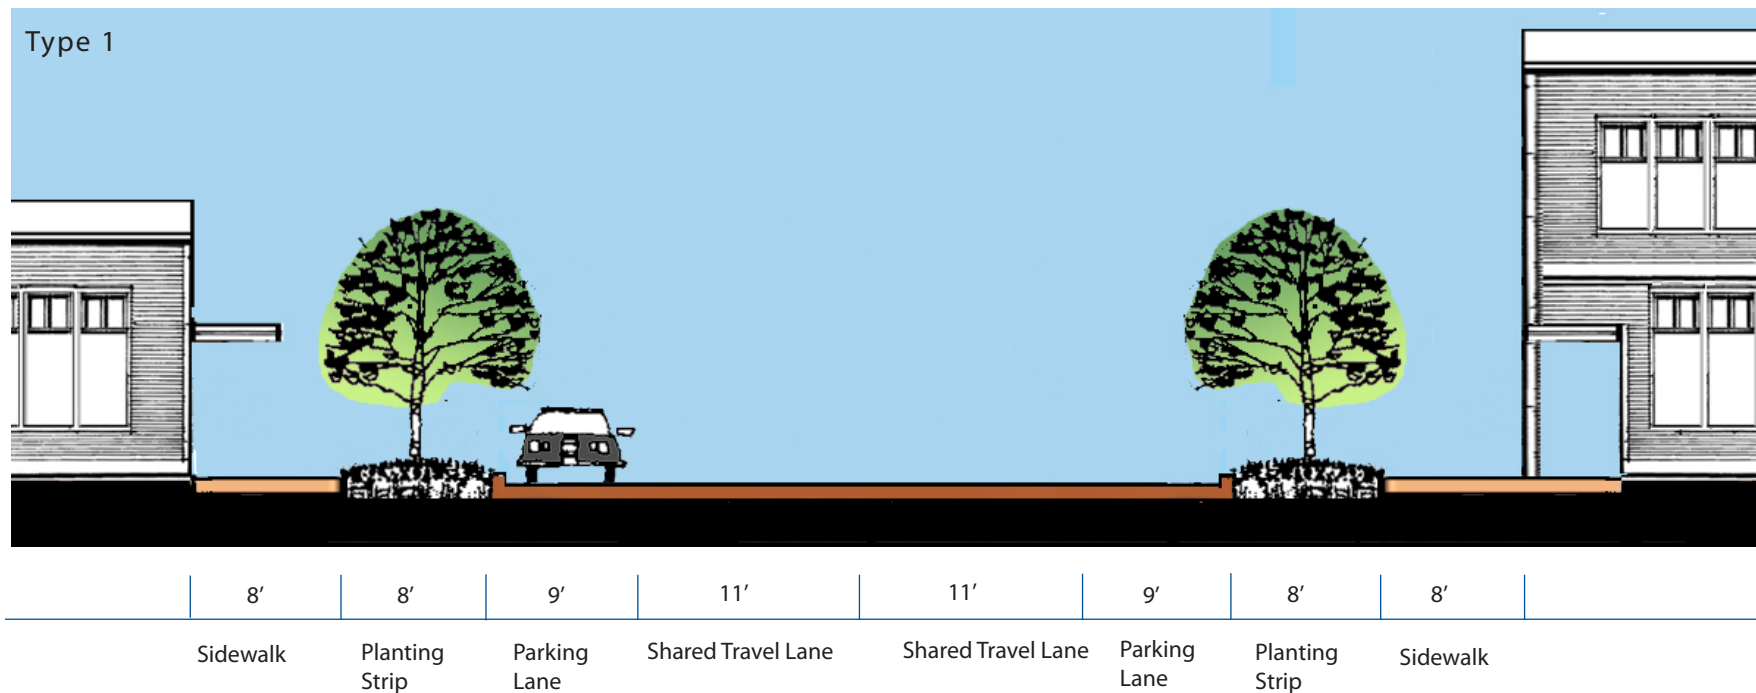 Type 1
8’ 8’ 9’ 11’ 11’ 9’ 8’ 8’
Sidewalk
Planting
Strip
Parking
Lane
Shared Travel Lane
Shared Travel Lane
Parking
Lane
Planting
Strip
Sidewalk